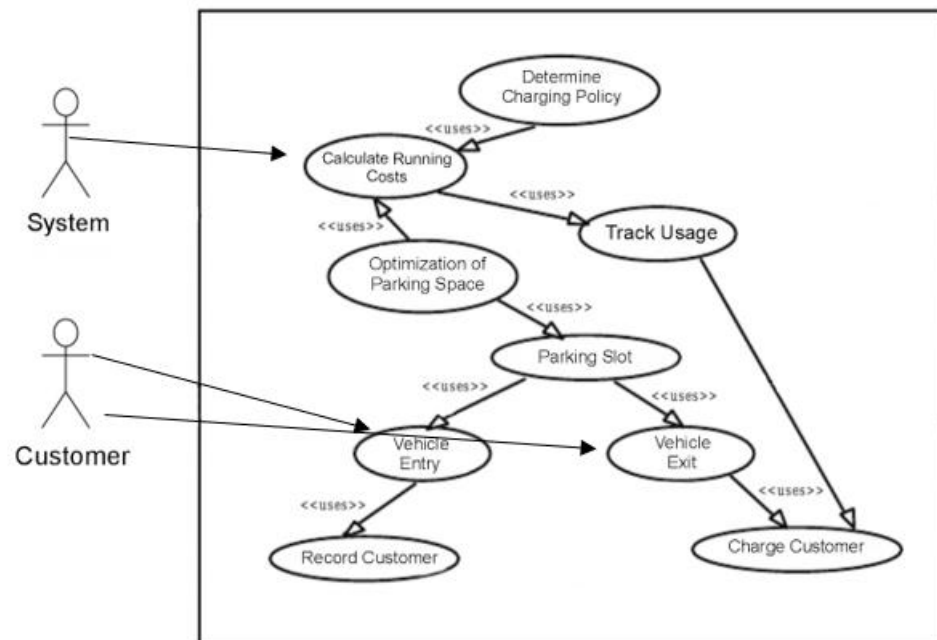 Determine
Charging Policy
<<uses>>
Calculate Running
Costs
<<uses>>
System
Track Usage
<<uses>>
Optimization of
Parking Space
<<uses>>
Parking Slot
<<uses>>
<<uses>>
Customer
Vehicle
Entry
Vehicle
Exit
<<uses>>
<<uses>>
Record Customer
Charge Customer